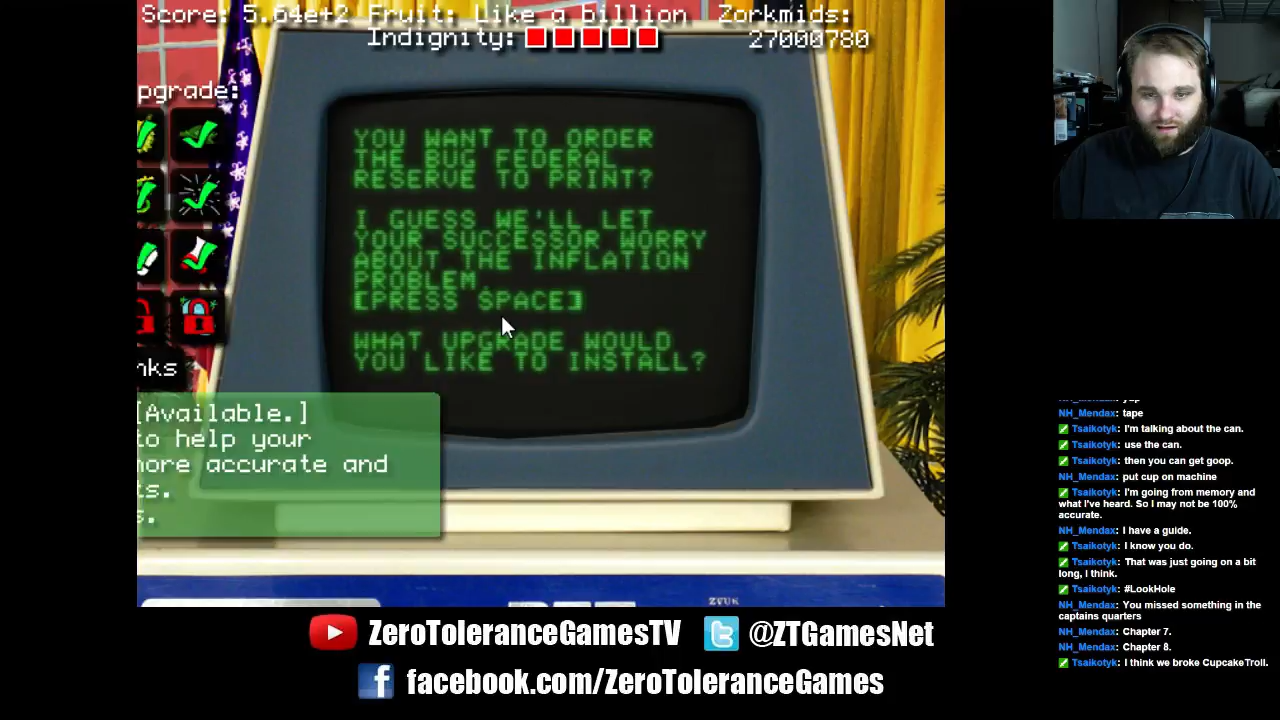 Score: 5.64e+2 Fruit: Like a billion Zorkmids:
Indignity: 27000780
pgrade:
YOU WANT TO ORDER
THE BUG FEDERAL
RESERVE TO PRINT?
I GUESS WE'LL LET
YOUR SUCCESSOR WORRY
ABOUT THE INFLATION
PROBLEM.
[PRESS SPACE]
WHAT UPGRADE WOULD
YOU LIKE TO INSTALL?
nks
[Available.]
to help your
more accurate and
ts.
s.
ZeroToleranceGamesTV
@ZTGamesNet
facebook.com/ZeroToleranceGames
NH_Mendax: yup
NH_Mendax: tape
Tsaikotyk: I'm talking about the can.
Tsaikotyk: use the can.
Tsaikotyk: then you can get goop.
NH_Mendax: put cup on machine
Tsaikotyk: I'm going from memory and
what I've heard. So I may not be 100%
accurate.
NH_Mendax: I have a guide.
Tsaikotyk: I know you do.
Tsaikotyk: That was just going on a bit
long, I think.
Tsaikotyk: #LookHole
NH_Mendax: You missed something in the
captains quarters
NH_Mendax: Chapter 7.
NH_Mendax: Chapter 8.
Tsaikotyk: I think we broke CupcakeTroll.